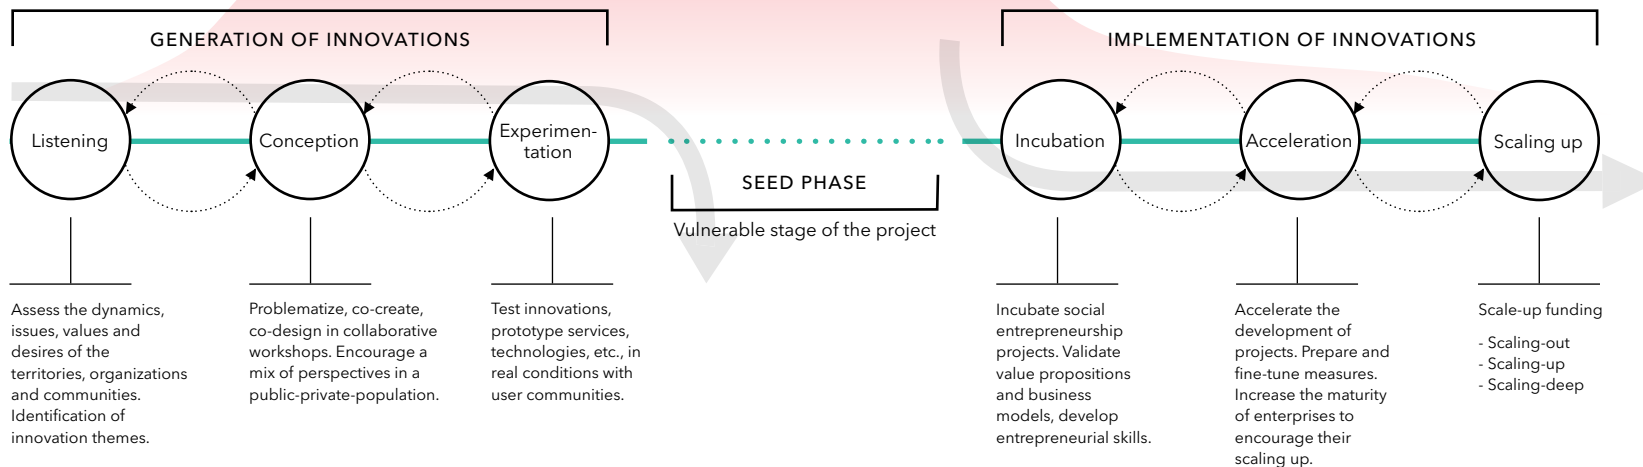 GENERATION OF INNOVATIONS
IMPLEMENTATION OF INNOVATIONS
Listening
Conception
Experimen-
tation
Incubation
Acceleration
Scaling up
SEED PHASE
Vulnerable stage of the project
Assess the dynamics,
issues, values and
desires of the
territories, organizations
and communities.
Identification of
innovation themes.
Problematize, co-create,
co-design in collaborative
workshops. Encourage a
mix of perspectives in a
public-private-population.
Test innovations,
prototype services,
technologies, etc., in
real conditions with
user communities.
Incubate social
entrepreneurship
projects. Validate
value propositions
and business
models, develop
entrepreneurial skills.
Accelerate the
development of
projects. Prepare and
fine-tune measures.
Increase the maturity
of enterprises to
encourage their
scaling up.
Scale-up funding
- Scaling-out
- Scaling-up
- Scaling-deep